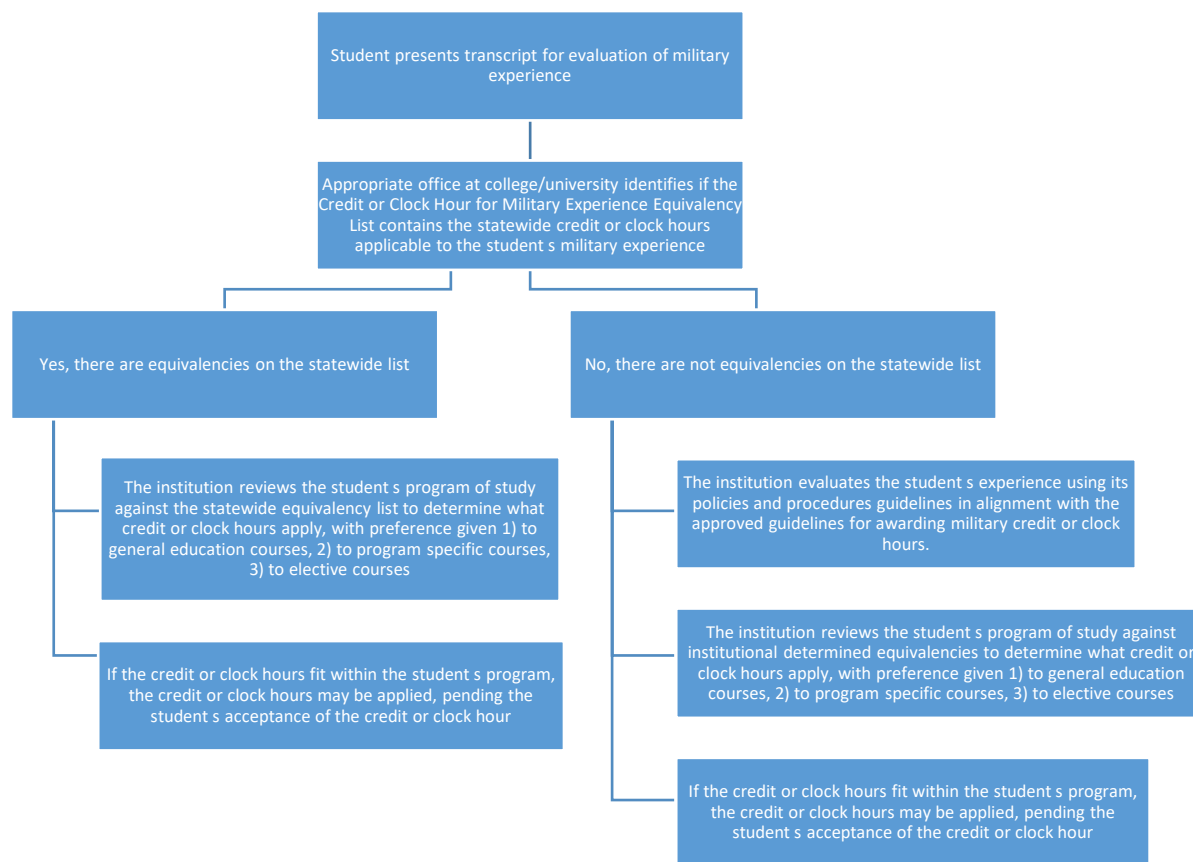 Student presents transcript for evaluation of military
experience
Appropriate office at college/university identifies if the
Credit or Clock Hour for Military Experience Equivalency
List contains the statewide credit or clock hours
applicable to the student s military experience
Yes, there are equivalencies on the statewide list
The institution reviews the student s program of study
against the statewide equivalency list to determine what
credit or clock hours apply, with preference given 1) to
general education courses, 2) to program specific courses,
3) to elective courses
If the credit or clock hours fit within the student s program,
the credit or clock hours may be applied, pending the
student s acceptance of the credit or clock hour
No, there are not equivalencies on the statewide list
The institution evaluates the student s experience using its
policies and procedures guidelines in alignment with the
approved guidelines for awarding military credit or clock
hours.
The institution reviews the student s program of study against
institutional determined equivalencies to determine what credit or
clock hours apply, with preference given 1) to general education
courses, 2) to program specific courses, 3) to elective courses
If the credit or clock hours fit within the student s program,
the credit or clock hours may be applied, pending the
student s acceptance of the credit or clock hour